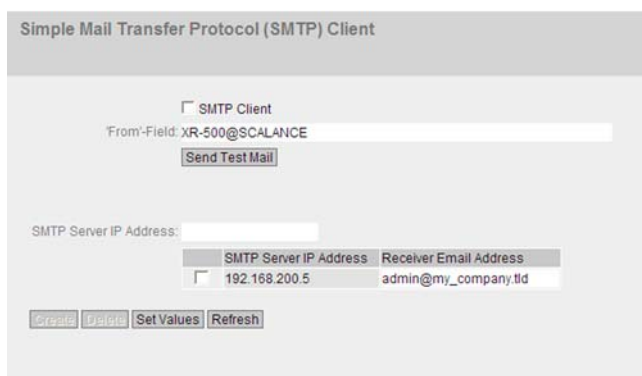 Simple Mail Transfer Protocol (SMTP) Client
SMTP Client
'From'-Field: XR-500@SCALANCE
Send Test Mail
SMTP Server IP Address:
SMTP Server IP Address Receiver Email Address
192.168.200.5 admin@my_company.tld
Create Delete Set Values Refresh